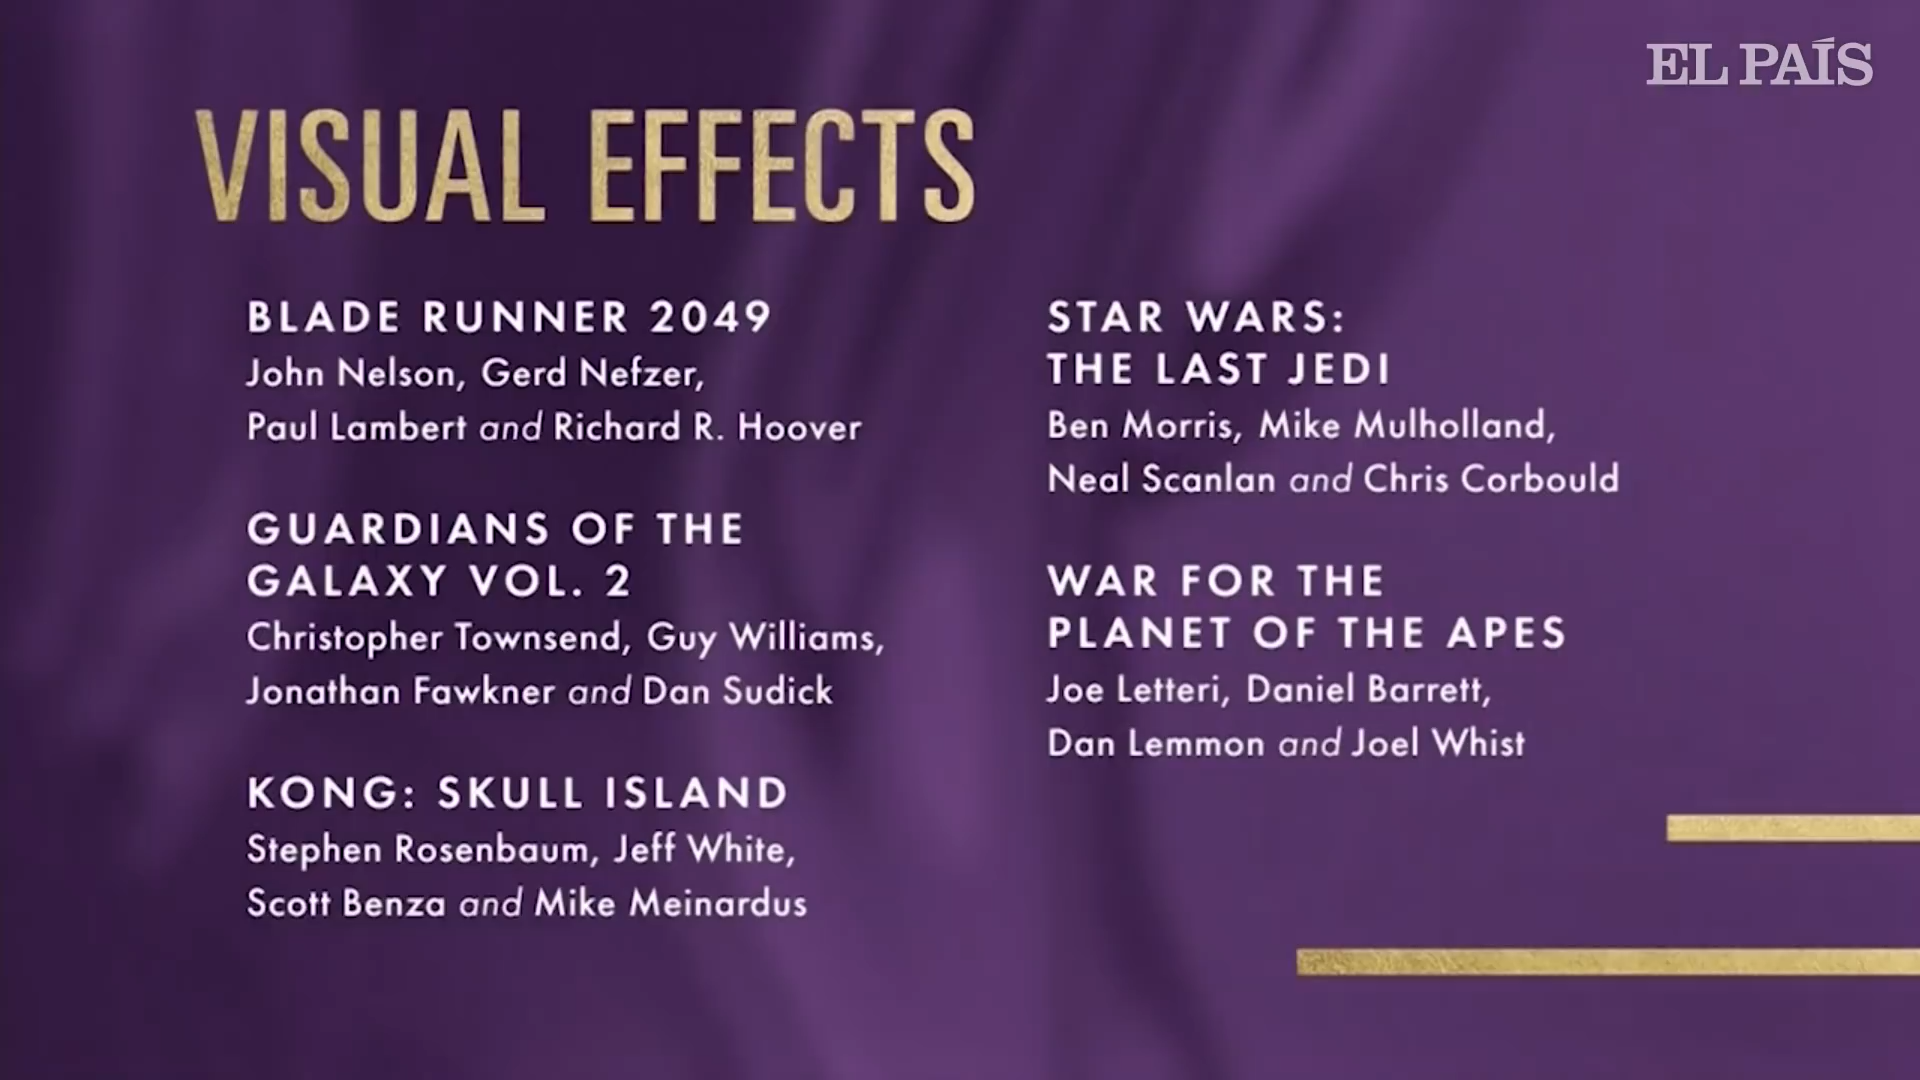 EL PAÍS
VISUAL EFFECTS
BLADE RUNNER 2049
John Nelson, Gerd Nefzer,
Paul Lambert and Richard R. Hoover
GUARDIANS OF THE
GALAXY VOL. 2
Christopher Townsend, Guy Williams,
Jonathan Fawkner and Dan Sudick
KONG: SKULL ISLAND
Stephen Rosenbaum, Jeff White,
Scott Benza and Mike Meinardus
STAR WARS:
THE LAST JEDI
Ben Morris, Mike Mulholland,
Neal Scanlan and Chris Corbould
WAR FOR THE
PLANET OF THE APES
Joe Letteri, Daniel Barrett,
Dan Lemmon and Joel Whist